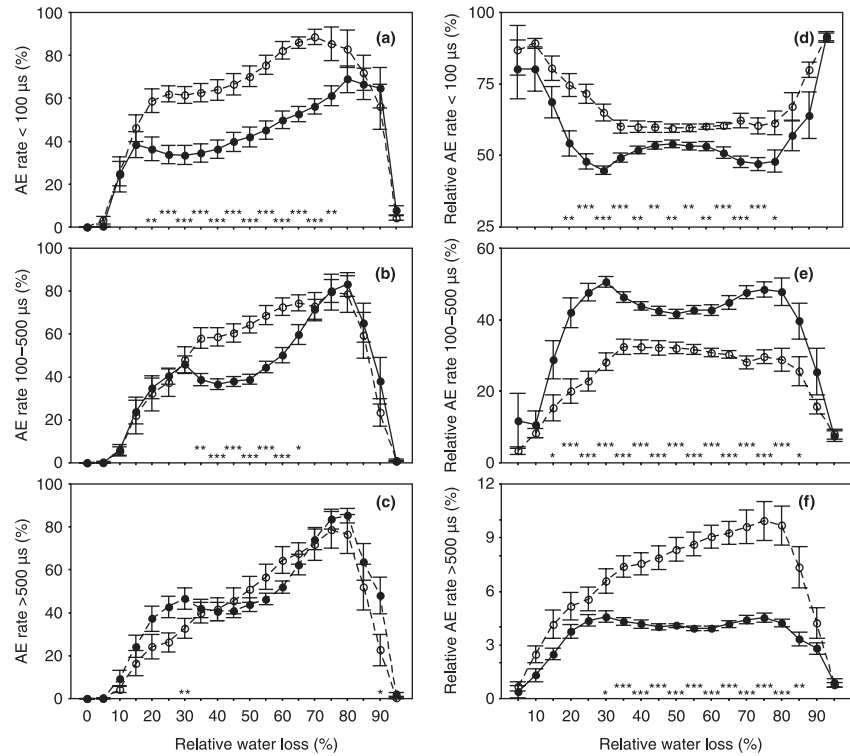 AE rate < 100 μs (%)
100
80
60
40
20
0
(a)
*** *** *** *** *** **
** *** *** *** *** ***
AE rate 100–500 μs (%)
100
80
60
40
20
0
(b)
** *** *** *
*** *** ***
AE rate >500 μs (%)
100
80
60
40
20
0
(c)
** *
0 10 20 30 40 50 60 70 80 90
Relative water loss (%)
Relative AE rate < 100 μs (%)
100
75
50
25
(d)
*** *** ** ** *** ***
** *** ** ** ** *** *
Relative AE rate 100–500 μs (%)
60
40
20
0
(e)
*** *** *** *** *** *** ***
* *** *** *** *** *** *** *
Relative AE rate >500 μs (%)
12
9
6
3
0
(f)
*** *** *** *** *** **
* *** *** *** *** ***
10 20 30 40 50 60 70 80 90
Relative water loss (%)